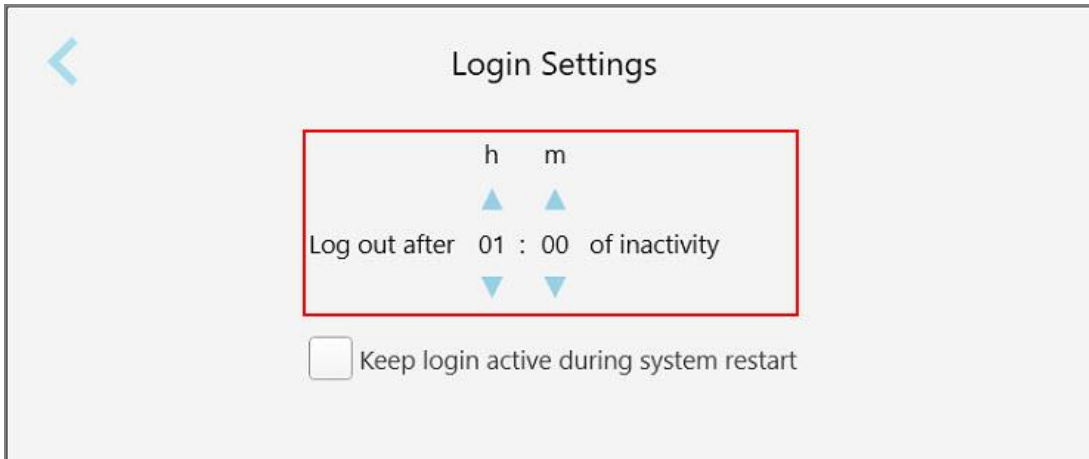 Login Settings
h m
Log out after 01 : 00 of inactivity
Keep login active during system restart